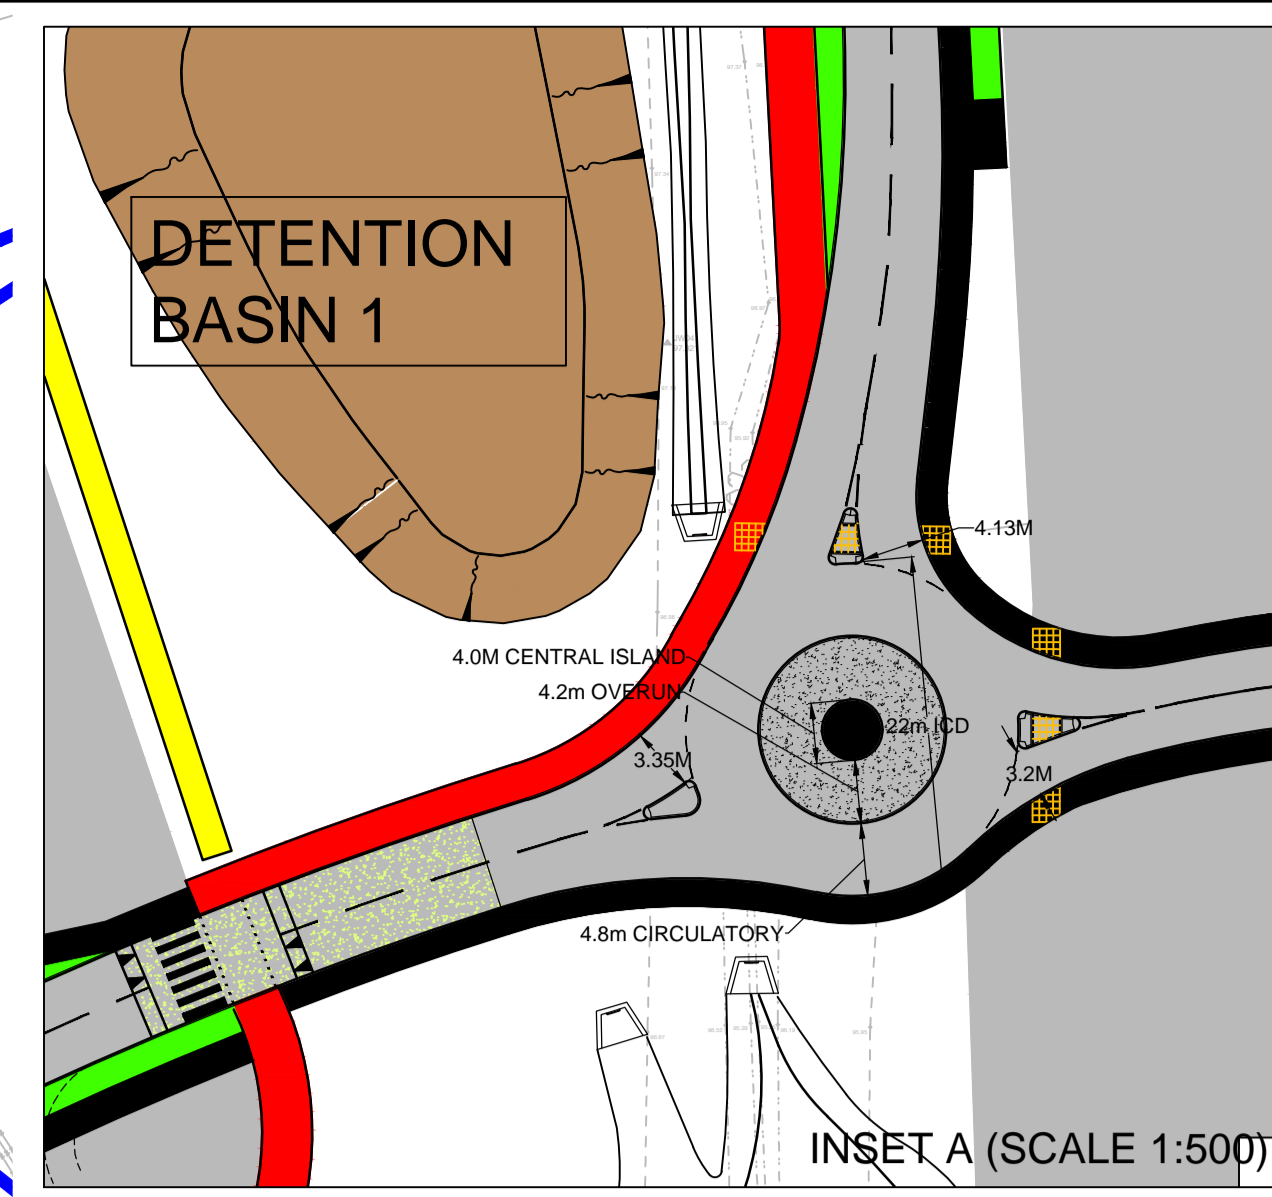 DETENTION
BASIN 1
4.13M
4.0M CENTRAL ISLAND
4.2m OVERUN
22m ICD
3.35M
3.2M
4.8m CIRCULATORY
INSET A (SCALE 1:500)